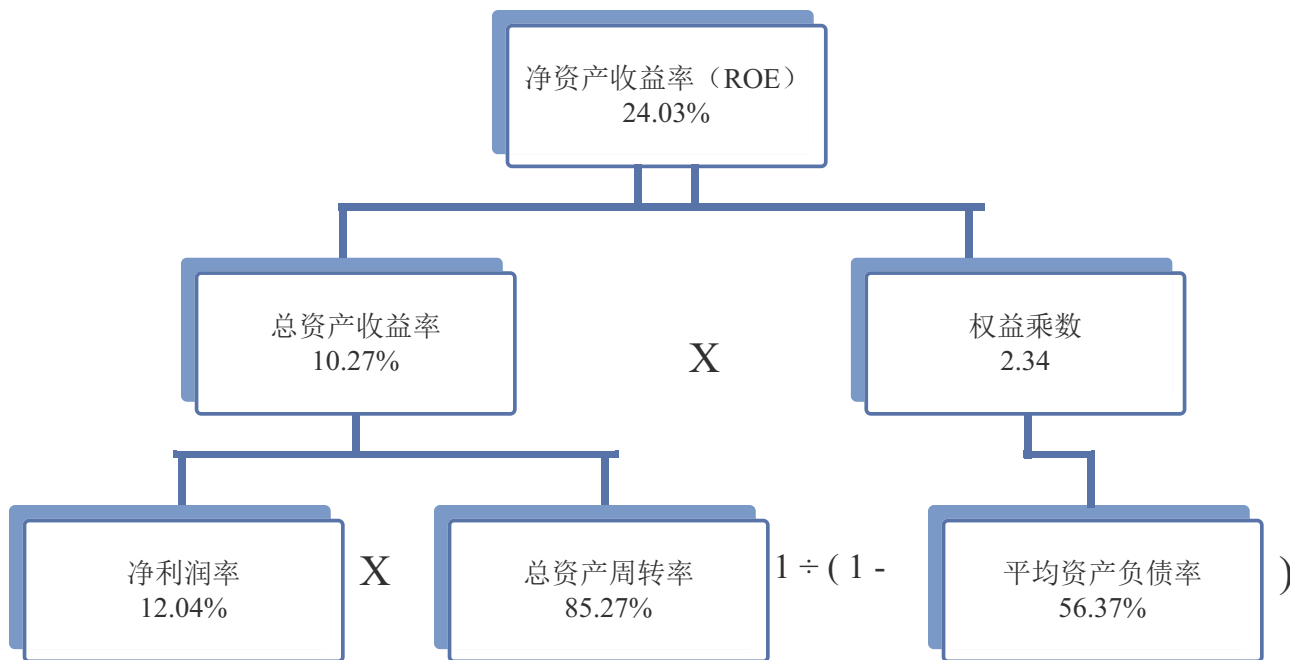 净资产收益率（ROE）
24.03%
总资产收益率
10.27%
X
权益乘数
2.34
净利润率
12.04%
X
总资产周转率
85.27%
1 ÷ ( 1 -
平均资产负债率
56.37%
)